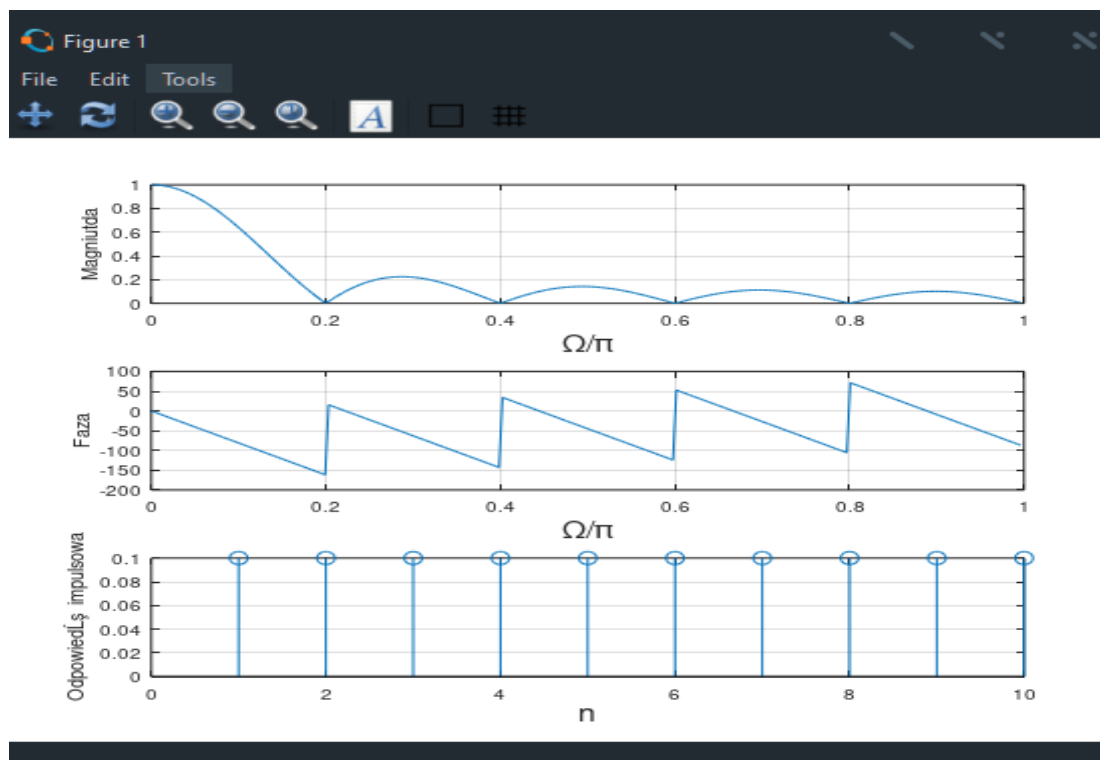 Figure 1
File Edit Tools
A
Magniutda
1
0.8
0.6
0.4
0.2
0
0 0.2 0.4 0.6 0.8 1
Ω/π
Faza
100
50
0
-50
-100
-150
-200
0 0.2 0.4 0.6 0.8 1
Ω/π
OdpowiedĹş impulsowa
0.1
0.08
0.06
0.04
0.02
0
0 2 4 6 8 10
n